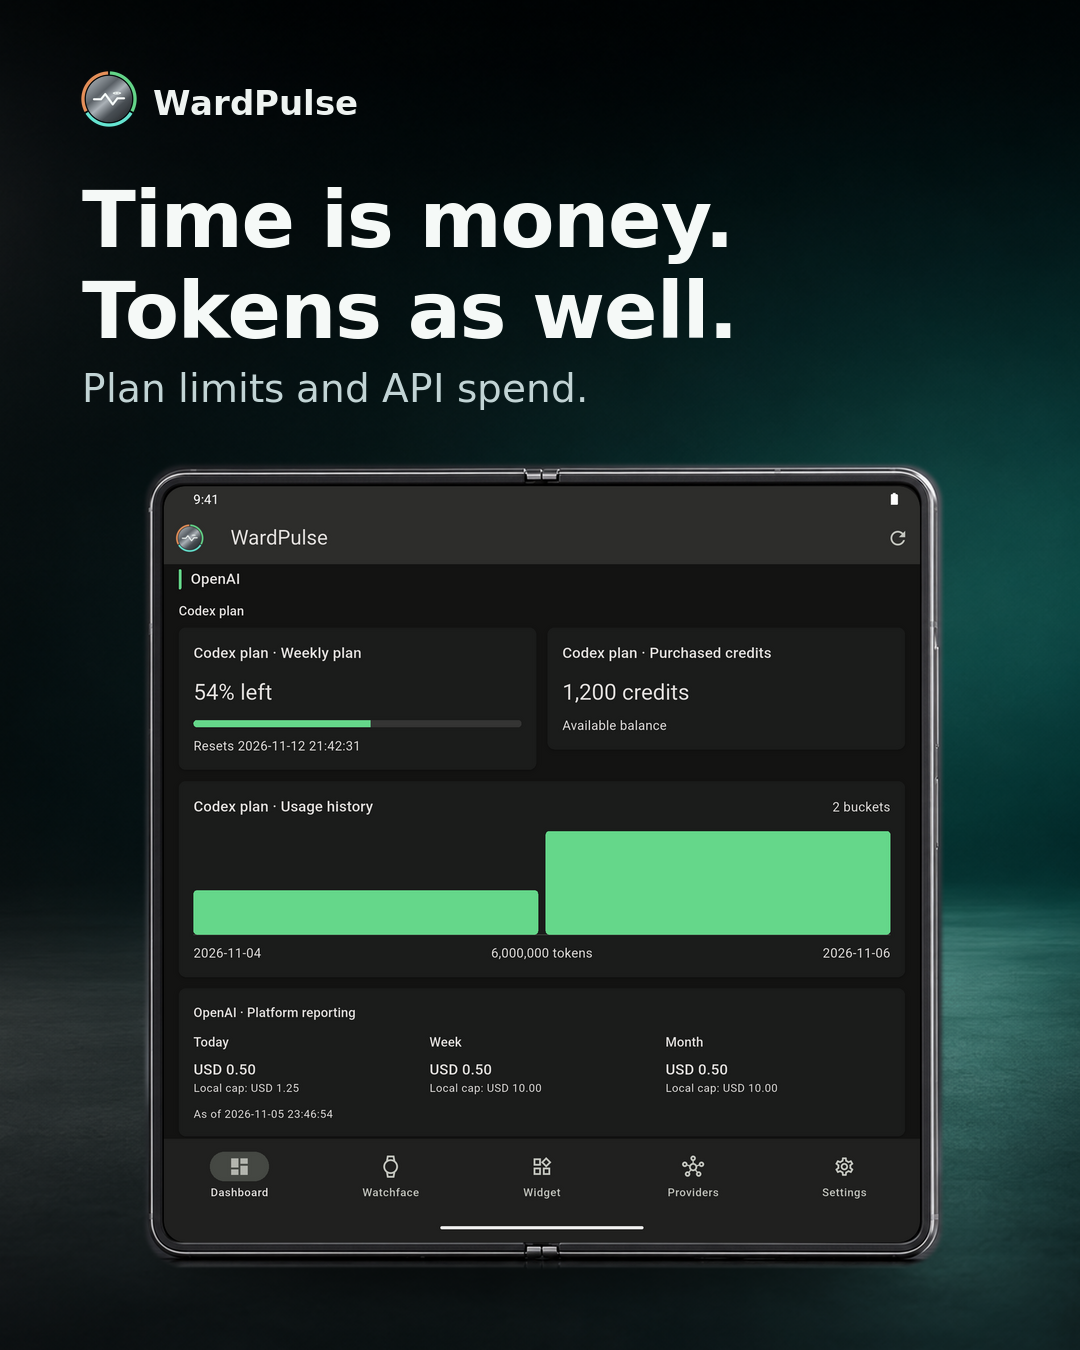 WardPulse
Time is money.
Tokens as well.
Plan limits and API spend.
9:41
WardPulse
OpenAI
Codex plan
Codex plan · Weekly plan
54% left
Resets 2026-11-12 21:42:31
Codex plan · Purchased credits
1,200 credits
Available balance
Codex plan · Usage history
2 buckets
2026-11-04
6,000,000 tokens
2026-11-06
OpenAI · Platform reporting
Today
USD 0.50
Local cap: USD 1.25
Week
USD 0.50
Local cap: USD 10.00
Month
USD 0.50
Local cap: USD 10.00
As of 2026-11-05 23:46:54
Dashboard
Watchface
Widget
Providers
Settings